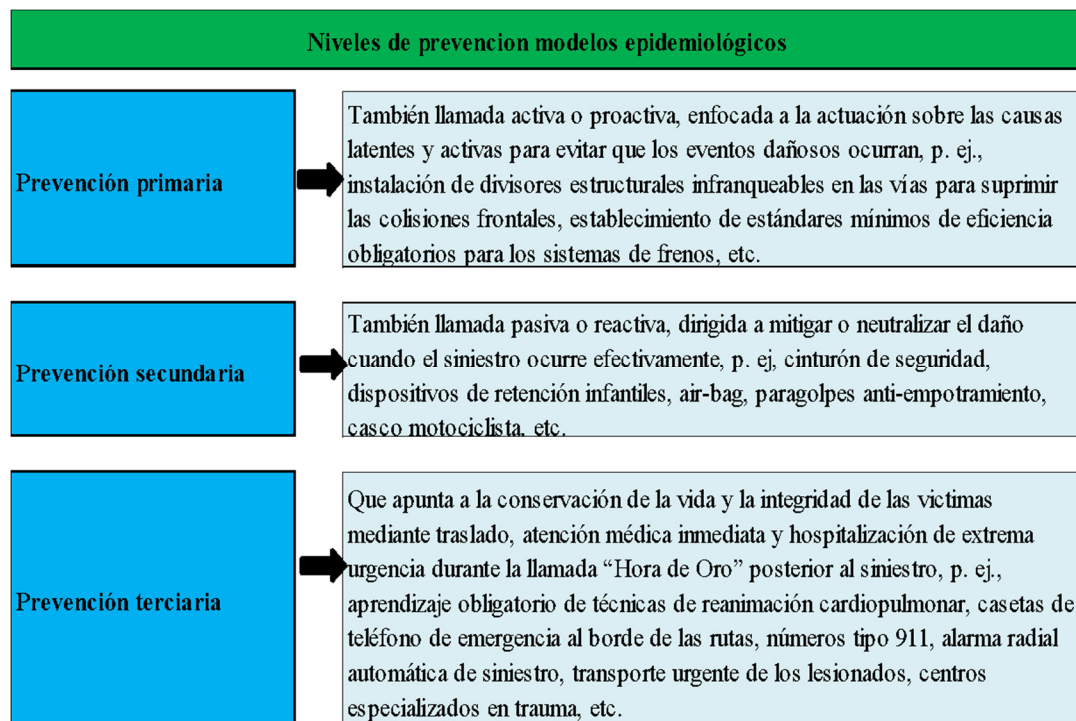 Niveles de prevencion modelos epidemiológicos
Prevención primaria
También llamada activa o proactiva, enfocada a la actuación sobre las causas
latentes y activas para evitar que los eventos dañosos ocurran, p. ej.,
instalación de divisores estructurales infranqueables en las vías para suprimir
las colisiones frontales, establecimiento de estándares mínimos de eficiencia
obligatorios para los sistemas de frenos, etc.
Prevención secundaria
También llamada pasiva o reactiva, dirigida a mitigar o neutralizar el daño
cuando el siniestro ocurre efectivamente, p. ej, cinturón de seguridad,
dispositivos de retención infantiles, air-bag, paragolpes anti-empotramiento,
casco motociclista, etc.
Prevención terciaria
Que apunta a la conservación de la vida y la integridad de las victimas
mediante traslado, atención médica inmediata y hospitalización de extrema
urgencia durante la llamada “Hora de Oro” posterior al siniestro, p. ej.,
aprendizaje obligatorio de técnicas de reanimación cardiopulmonar, casetas de
teléfono de emergencia al borde de las rutas, números tipo 911, alarma radial
automática de siniestro, transporte urgente de los lesionados, centros
especializados en trauma, etc.